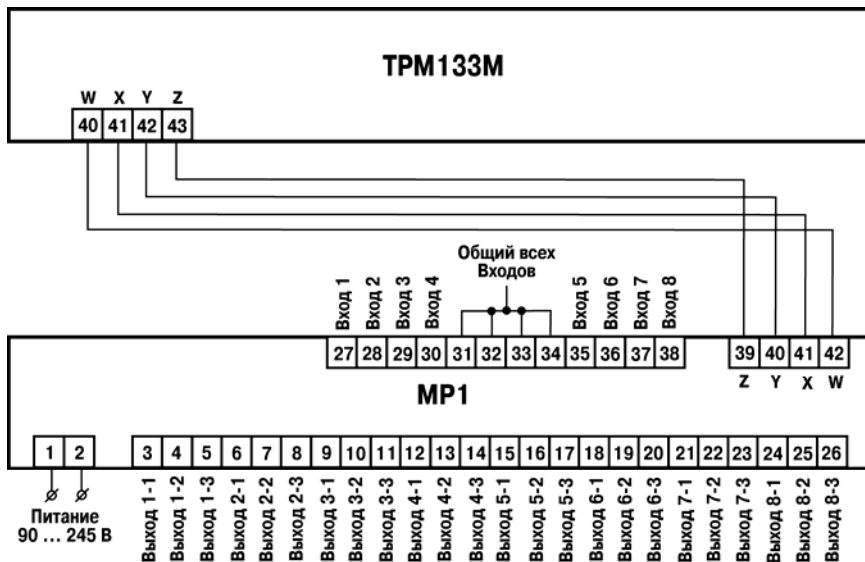 ТРМ133М
W X Y Z
40 41 42 43
Общий всех
Входов
Вход 1
Вход 2
Вход 3
Вход 4
Вход 5
Вход 6
Вход 7
Вход 8
27 28 29 30 31 32 33 34 35 36 37 38
39 40 41 42
Z Y X W
МР1
1 2
3 4 5 6 7 8 9 10 11 12 13 14 15 16 17 18 19 20 21 22 23 24 25 26
Питание
90 ... 245 В
Выход 1-1
Выход 1-2
Выход 1-3
Выход 2-1
Выход 2-2
Выход 2-3
Выход 3-1
Выход 3-2
Выход 3-3
Выход 4-1
Выход 4-2
Выход 4-3
Выход 5-1
Выход 5-2
Выход 5-3
Выход 6-1
Выход 6-2
Выход 6-3
Выход 7-1
Выход 7-2
Выход 7-3
Выход 8-1
Выход 8-2
Выход 8-3